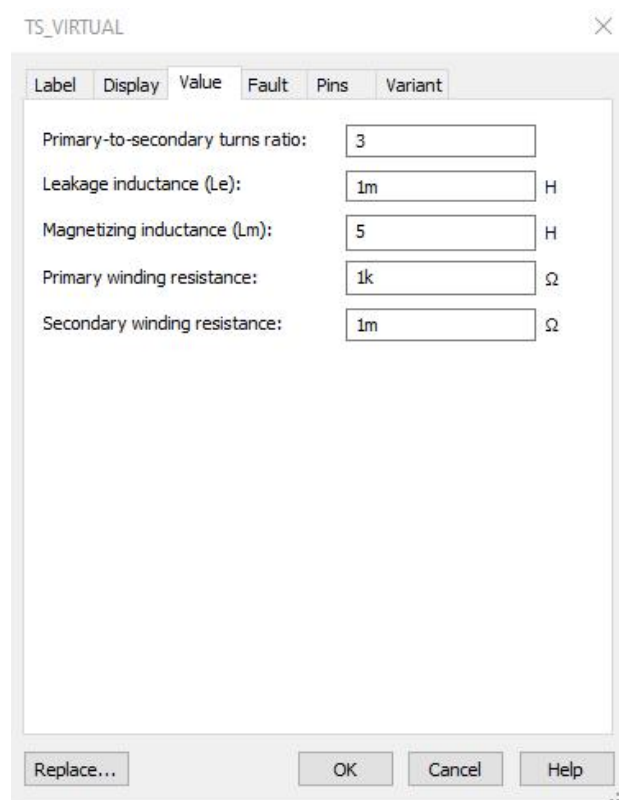 TS_VIRTUAL
Label Display Value Fault Pins Variant
Primary-to-secondary turns ratio: 3
Leakage inductance (Le): 1m H
Magnetizing inductance (Lm): 5 H
Primary winding resistance: 1k Ω
Secondary winding resistance: 1m Ω
Replace... OK Cancel Help